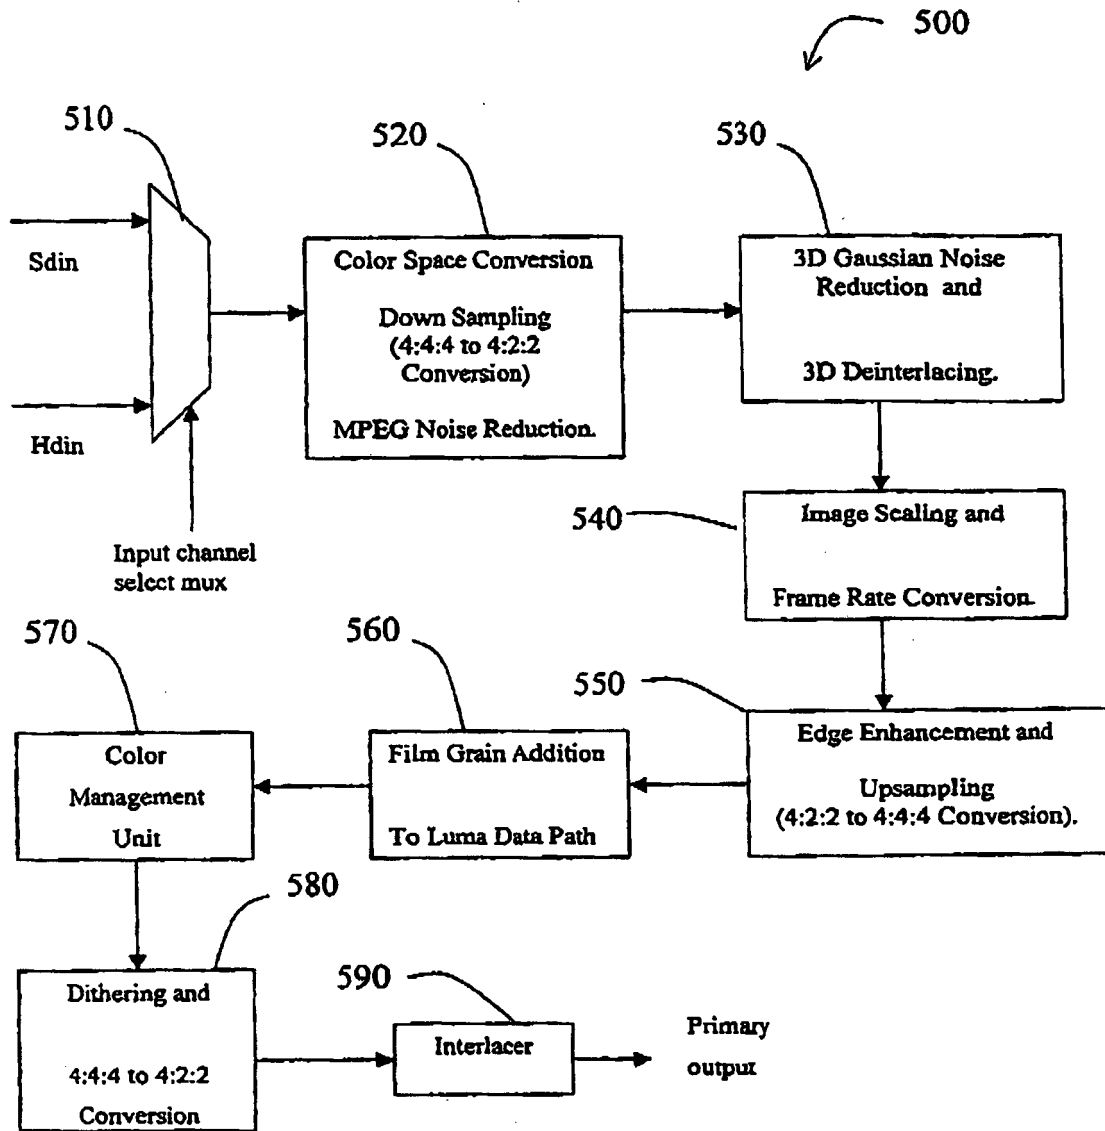 500
510
520
530
Sdin
Hdin
Input channel
select mux
Color Space Conversion
Down Sampling
(4:4:4 to 4:2:2
Conversion)
MPEG Noise Reduction.
3D Gaussian Noise
Reduction and
3D Deinterlacing.
540
Image Scaling and
Frame Rate Conversion.
550
Edge Enhancement and
Upsampling
(4:2:2 to 4:4:4 Conversion).
560
Film Grain Addition
To Luma Data Path
570
Color
Management
Unit
580
Dithering and
4:4:4 to 4:2:2
Conversion
590
Interlacer
Primary
output